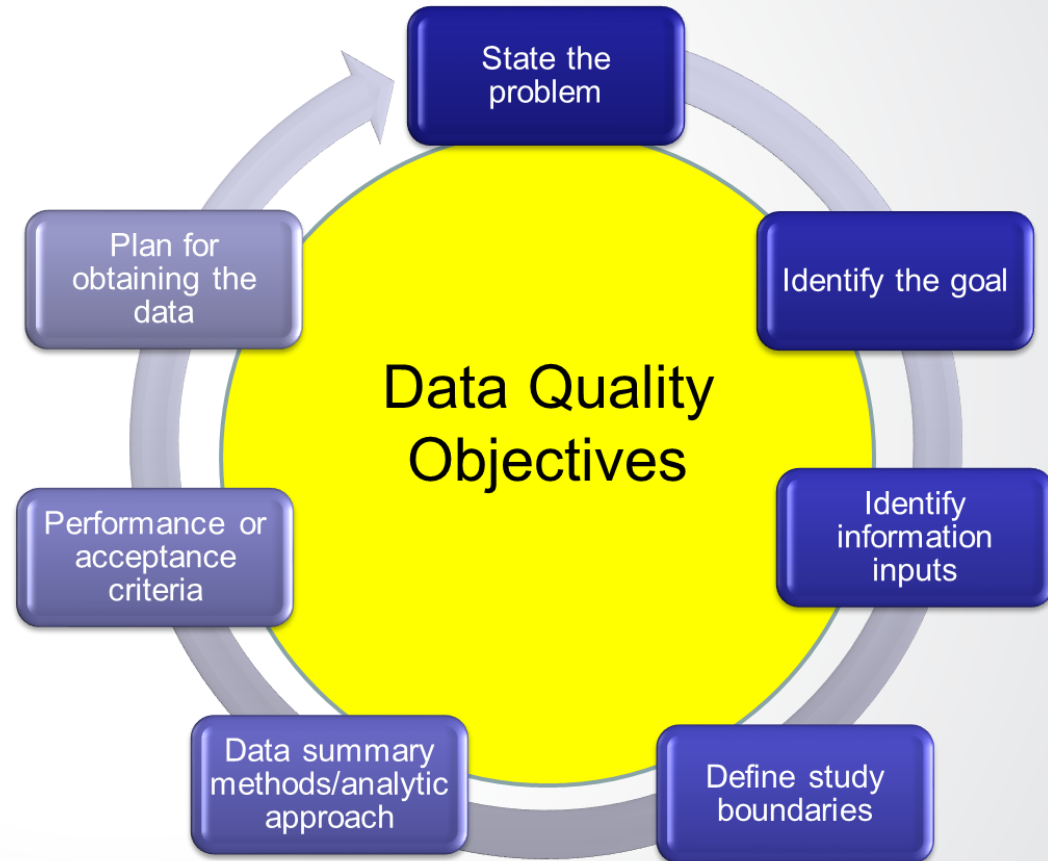 State the
problem
Identify the goal
Identify
information
inputs
Define study
boundaries
Data summary
methods/analytic
approach
Performance or
acceptance
criteria
Plan for
obtaining the
data
Data Quality
Objectives